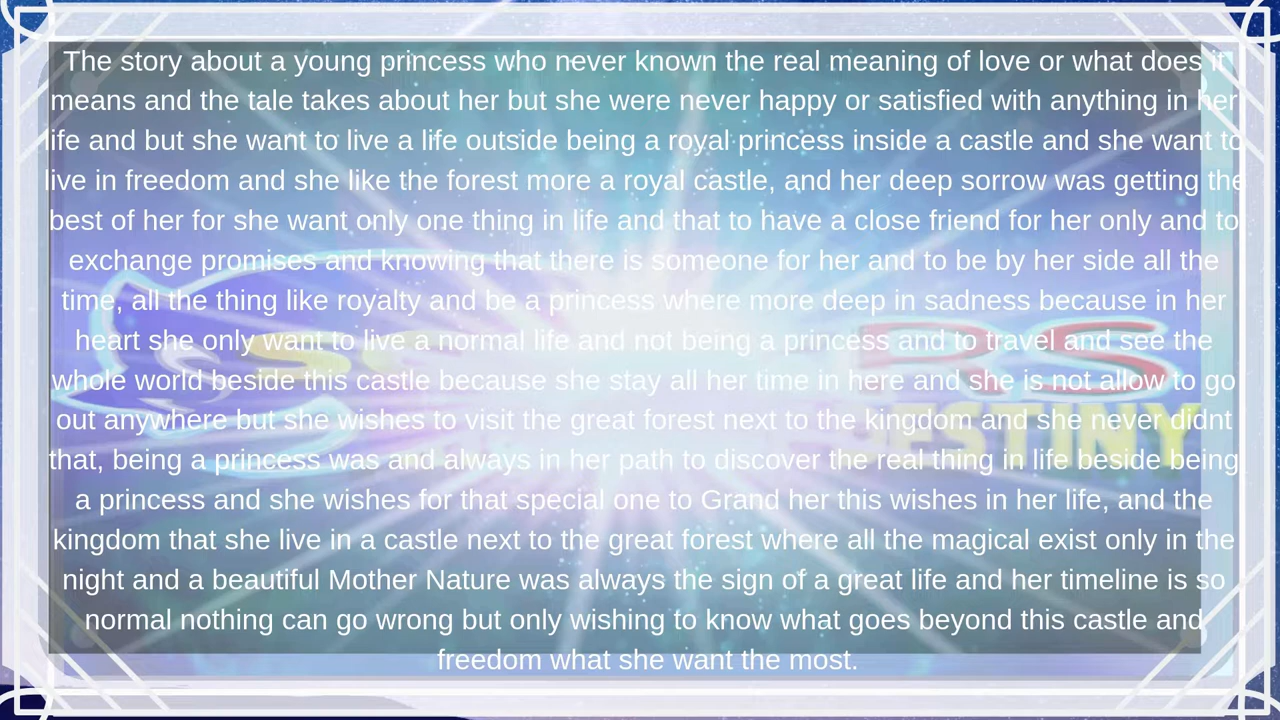 The story about a young princess who never known the real meaning of love or what does it
means and the tale takes about her but she were never happy or satisfied with anything in her
life and but she want to live a life outside being a royal princess inside a castle and she want to
live in freedom and she like the forest more a royal castle, and her deep sorrow was getting the
best of her for she want only one thing in life and that to have a close friend for her only and to
exchange promises and knowing that there is someone for her and to be by her side all the
time, all the thing like royalty and be a princess where more deep in sadness because in her
heart she only want to live a normal life and not being a princess and to travel and see the
whole world beside this castle because she stay all her time in here and she is not allow to go
out anywhere but she wishes to visit the great forest next to the kingdom and she never didnt
that, being a princess was and always in her path to discover the real thing in life beside being
a princess and she wishes for that special one to Grand her this wishes in her life, and the
kingdom that she live in a castle next to the great forest where all the magical exist only in the
night and a beautiful Mother Nature was always the sign of a great life and her timeline is so
normal nothing can go wrong but only wishing to know what goes beyond this castle and
freedom what she want the most.
DESTINY